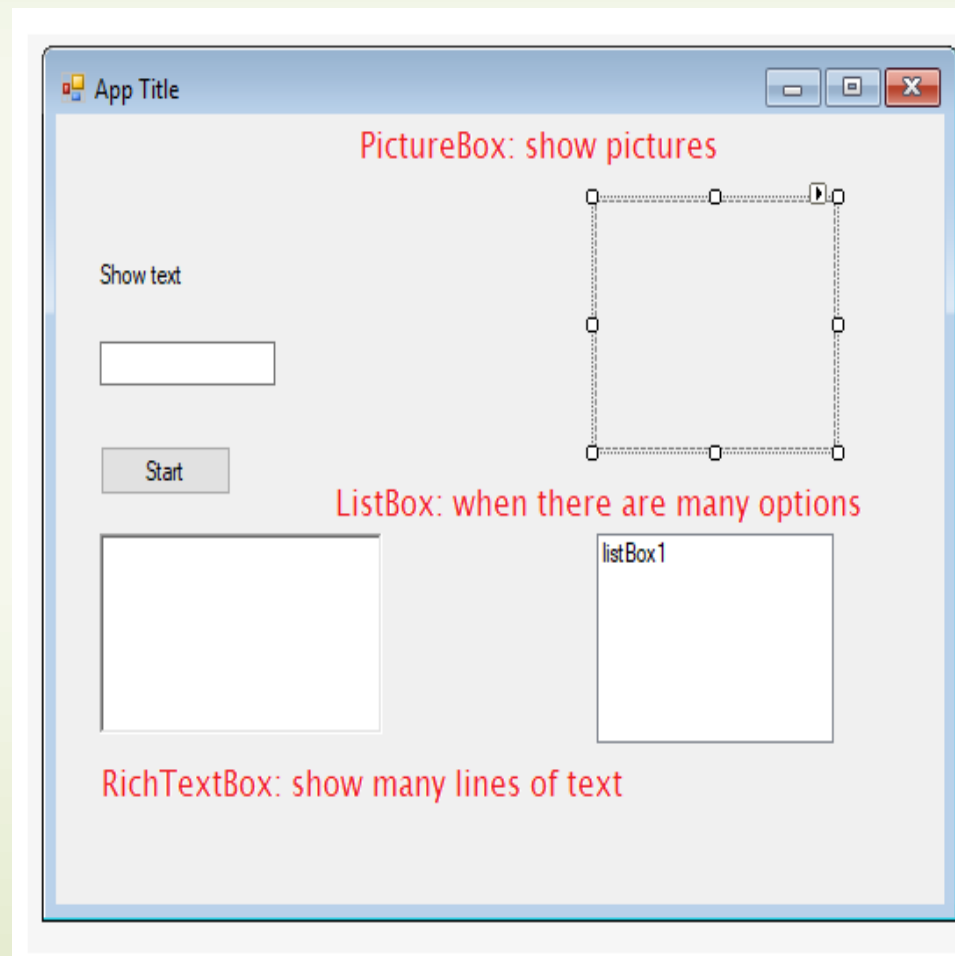 App Title
PictureBox: show pictures
Show text
Start
ListBox: when there are many options
listBox1
RichTextBox: show many lines of text